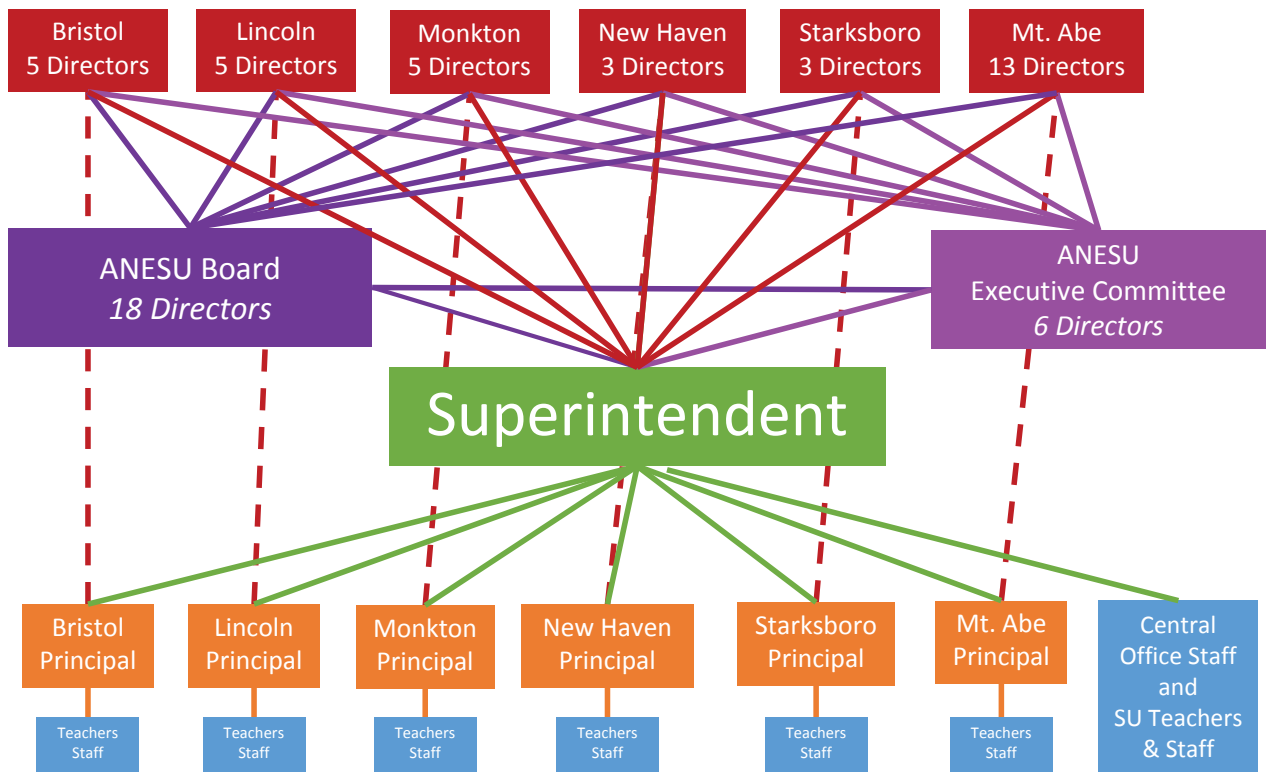 Bristol
5 Directors
Lincoln
5 Directors
Monkton
5 Directors
New Haven
3 Directors
Starksboro
3 Directors
Mt. Abe
13 Directors
ANESU Board
18 Directors
ANESU
Executive Committee
6 Directors
Superintendent
Bristol
Principal
Lincoln
Principal
Monkton
Principal
New Haven
Principal
Starksboro
Principal
Mt. Abe
Principal
Central
Office Staff
and
SU Teachers
& Staff
Teachers
Staff
Teachers
Staff
Teachers
Staff
Teachers
Staff
Teachers
Staff
Teachers
Staff